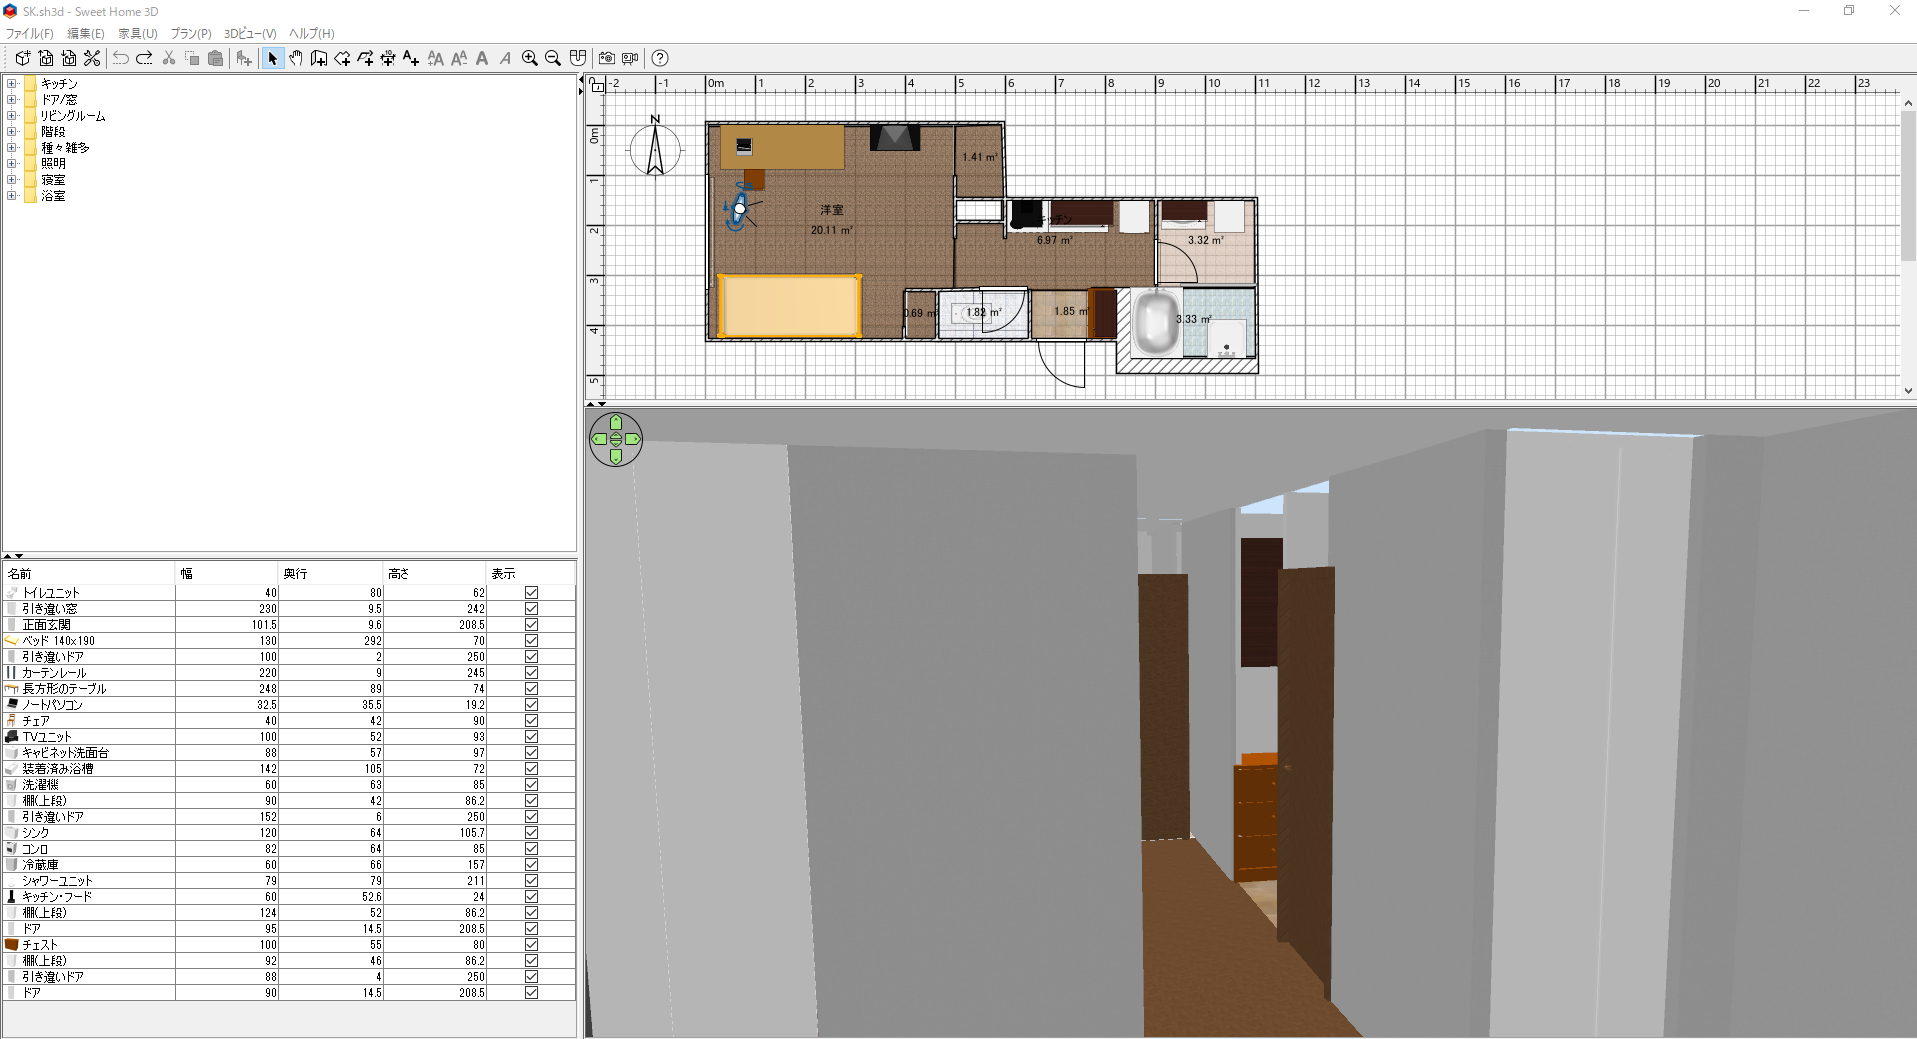 SK.sh3d - Sweet Home 3D
ファイル(F) 編集(E) 家具(U) プラン(P) 3Dビュー(V) ヘルプ(H)
キッチン
ドア/窓
リビングルーム
階段
種々雑多
照明
寝室
浴室
名前 幅 奥行 高さ 表示
トイレユニット 40 80 62
引き違い窓 230 9.5 242
正面玄関 101.5 9.6 208.5
ベッド 140x190 130 292 70
引き違いドア 100 2 250
カーテンレール 220 9 245
長方形のテーブル 248 89 74
ノートパソコン 32.5 35.5 19.2
チェア 40 42 90
TVユニット 100 52 93
キャビネット洗面台 88 57 97
装着済み浴槽 142 105 72
洗濯機 60 63 85
棚(上段) 90 42 86.2
引き違いドア 152 6 250
シンク 120 64 105.7
コンロ 82 64 85
冷蔵庫 60 66 157
シャワーユニット 79 79 211
キッチン・フード 60 52.6 24
棚(上段) 124 52 86.2
ドア 95 14.5 208.5
チェスト 100 55 80
棚(上段) 92 46 86.2
引き違いドア 88 4 250
ドア 90 14.5 208.5
-2 -1 0m 1 2 3 4 5 6 7 8 9 10 11 12 13 14 15 16 17 18 19 20 21 22 23
0m
1
2
3
4
5
N
1.41 m²
洋室
20.11 m²
キッチン
6.97 m²
3.32 m²
0.69 m²
1.82 m²
1.85 m²
3.33 m²